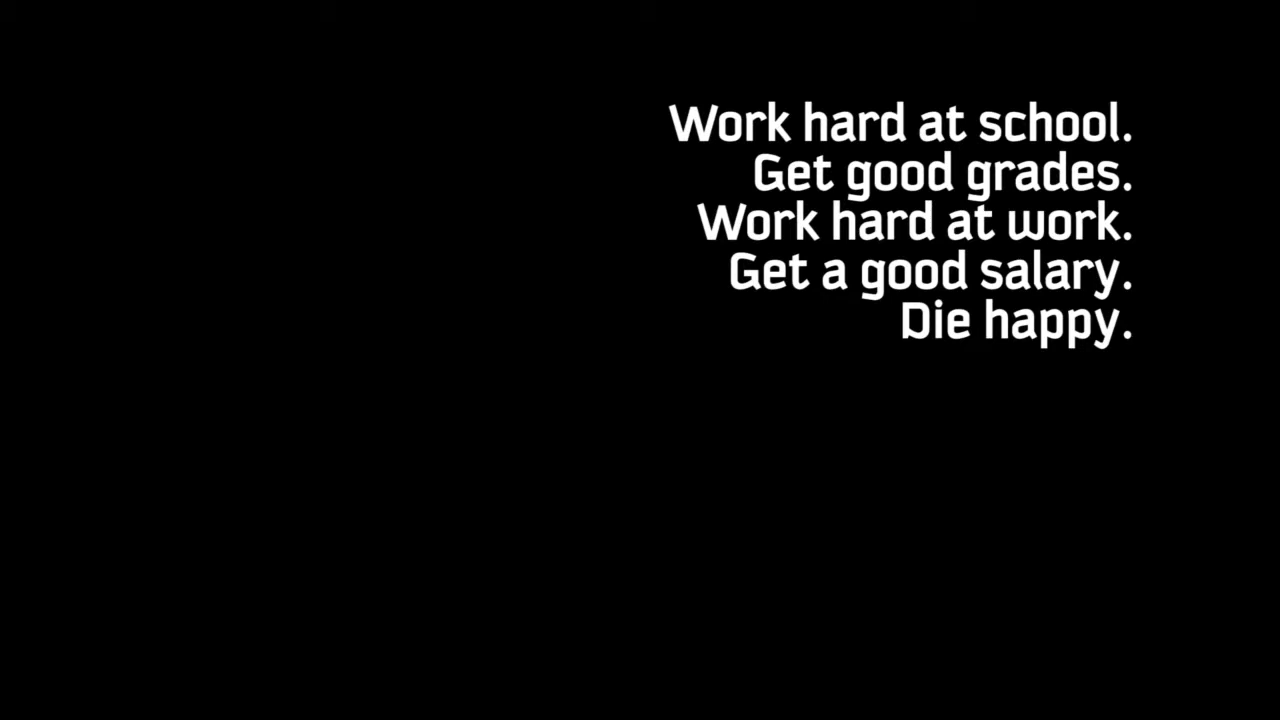 Work hard at school.
Get good grades.
Work hard at work.
Get a good salary.
Die happy.